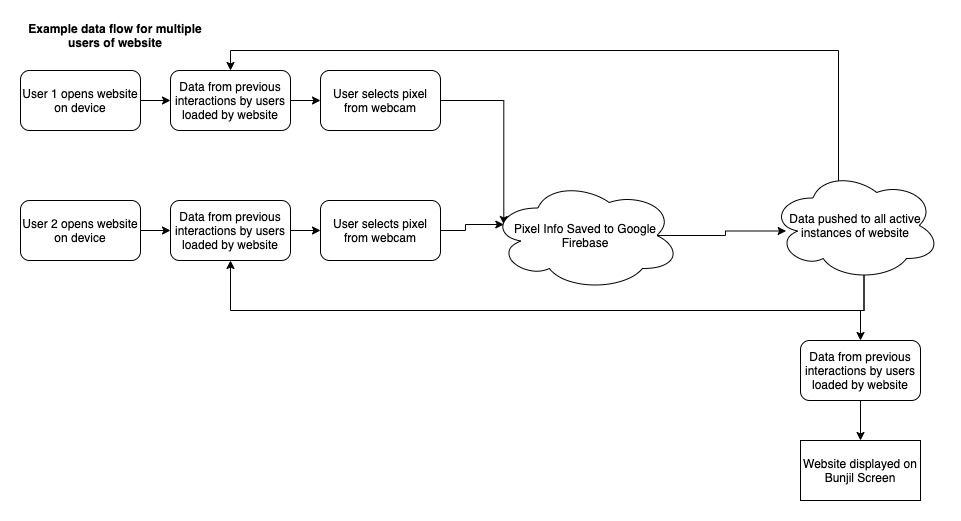 Example data flow for multiple
users of website
User 1 opens website
on device
Data from previous
interactions by users
loaded by website
User selects pixel
from webcam
User 2 opens website
on device
Data from previous
interactions by users
loaded by website
User selects pixel
from webcam
Pixel Info Saved to Google
Firebase
Data pushed to all active
instances of website
Data from previous
interactions by users
loaded by website
Website displayed on
Bunjil Screen